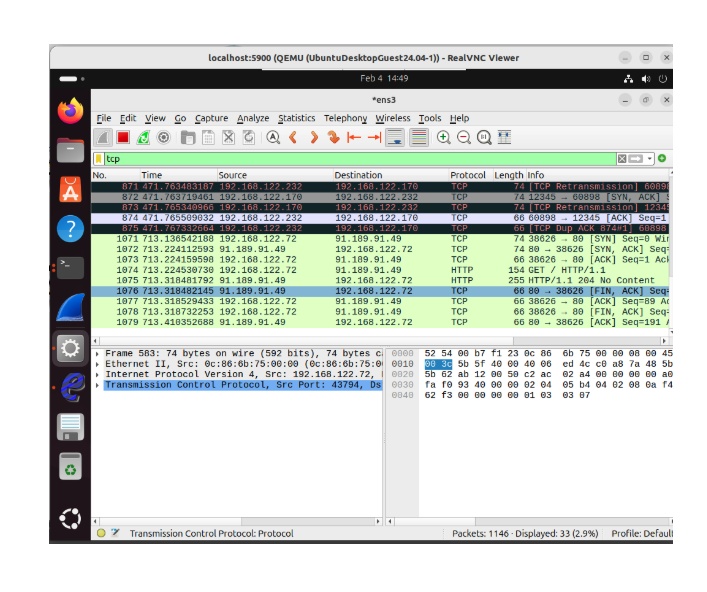 localhost:5900 (QEMU (UbuntuDesktopGuest24.04-1)) - RealVNC Viewer
Feb 4 14:49
*ens3
File Edit View Go Capture Analyze Statistics Telephony Wireless Tools Help
tcp
No. Time Source Destination Protocol Length Info
871 471.763483187 192.168.122.232 192.168.122.170 TCP 74 [TCP Retransmission] 6089
872 471.763719461 192.168.122.170 192.168.122.232 TCP 74 12345 → 60898 [SYN, ACK]
873 471.765340966 192.168.122.170 192.168.122.232 TCP 74 [TCP Retransmission] 1234
874 471.765509032 192.168.122.232 192.168.122.170 TCP 66 60898 → 12345 [ACK] Seq=1
875 471.767332664 192.168.122.232 192.168.122.170 TCP 66 [TCP Dup ACK 874#1] 60898
1071 713.136542188 192.168.122.72 91.189.91.49 TCP 74 38626 → 80 [SYN] Seq=0 Wi
1072 713.224112593 91.189.91.49 192.168.122.72 TCP 74 80 → 38626 [SYN, ACK] Seq=
1073 713.224159598 192.168.122.72 91.189.91.49 TCP 66 38626 → 80 [ACK] Seq=1 Ac
1074 713.224530730 192.168.122.72 91.189.91.49 HTTP 154 GET / HTTP/1.1
1075 713.318481792 91.189.91.49 192.168.122.72 HTTP 255 HTTP/1.1 204 No Content
1076 713.318482145 91.189.91.49 192.168.122.72 TCP 66 80 → 38626 [FIN, ACK] Seq=
1077 713.318529433 192.168.122.72 91.189.91.49 TCP 66 38626 → 80 [ACK] Seq=89 A
1078 713.318732253 192.168.122.72 91.189.91.49 TCP 66 38626 → 80 [FIN, ACK] Seq=
1079 713.410352688 91.189.91.49 192.168.122.72 TCP 66 80 → 38626 [ACK] Seq=191
Frame 583: 74 bytes on wire (592 bits), 74 bytes c
Ethernet II, Src: 0c:86:6b:75:00:00 (0c:86:6b:75:0
Internet Protocol Version 4, Src: 192.168.122.72,
Transmission Control Protocol, Src Port: 43794, Ds
0000 52 54 00 b7 f1 23 0c 86 6b 75 00 00 08 00 45
0010 00 3c 5b 5f 40 00 40 06 ed 4c c0 a8 7a 48 5b
0020 5b 62 ab 12 00 50 c2 ac 02 a4 00 00 00 00 a0
0030 fa f0 93 40 00 00 02 04 05 b4 04 02 08 0a f4
0040 62 f3 00 00 00 00 01 03 03 07
Transmission Control Protocol: Protocol Packets: 1146 · Displayed: 33 (2.9%) Profile: Defaul